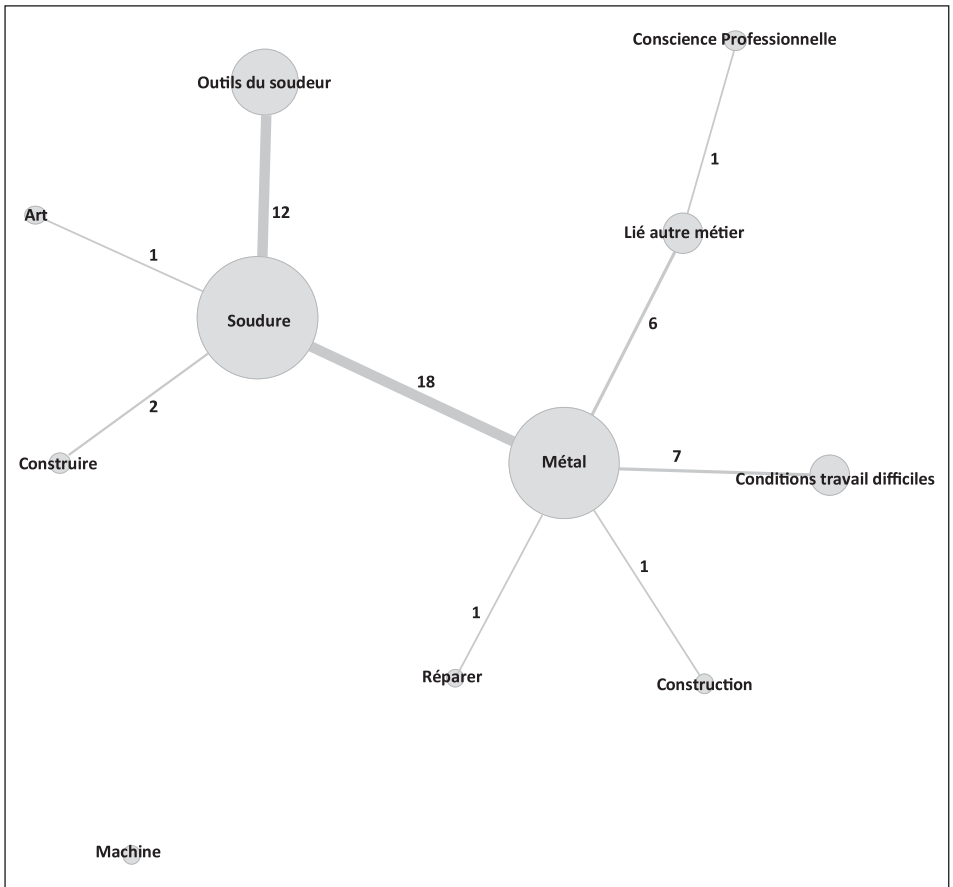 Conscience Professionnelle
Outils du soudeur
1
12
Art
Lié autre métier
1
Soudure
6
18
2
Construire
Métal
7
Conditions travail difficiles
1
1
Réparer
Construction
Machine